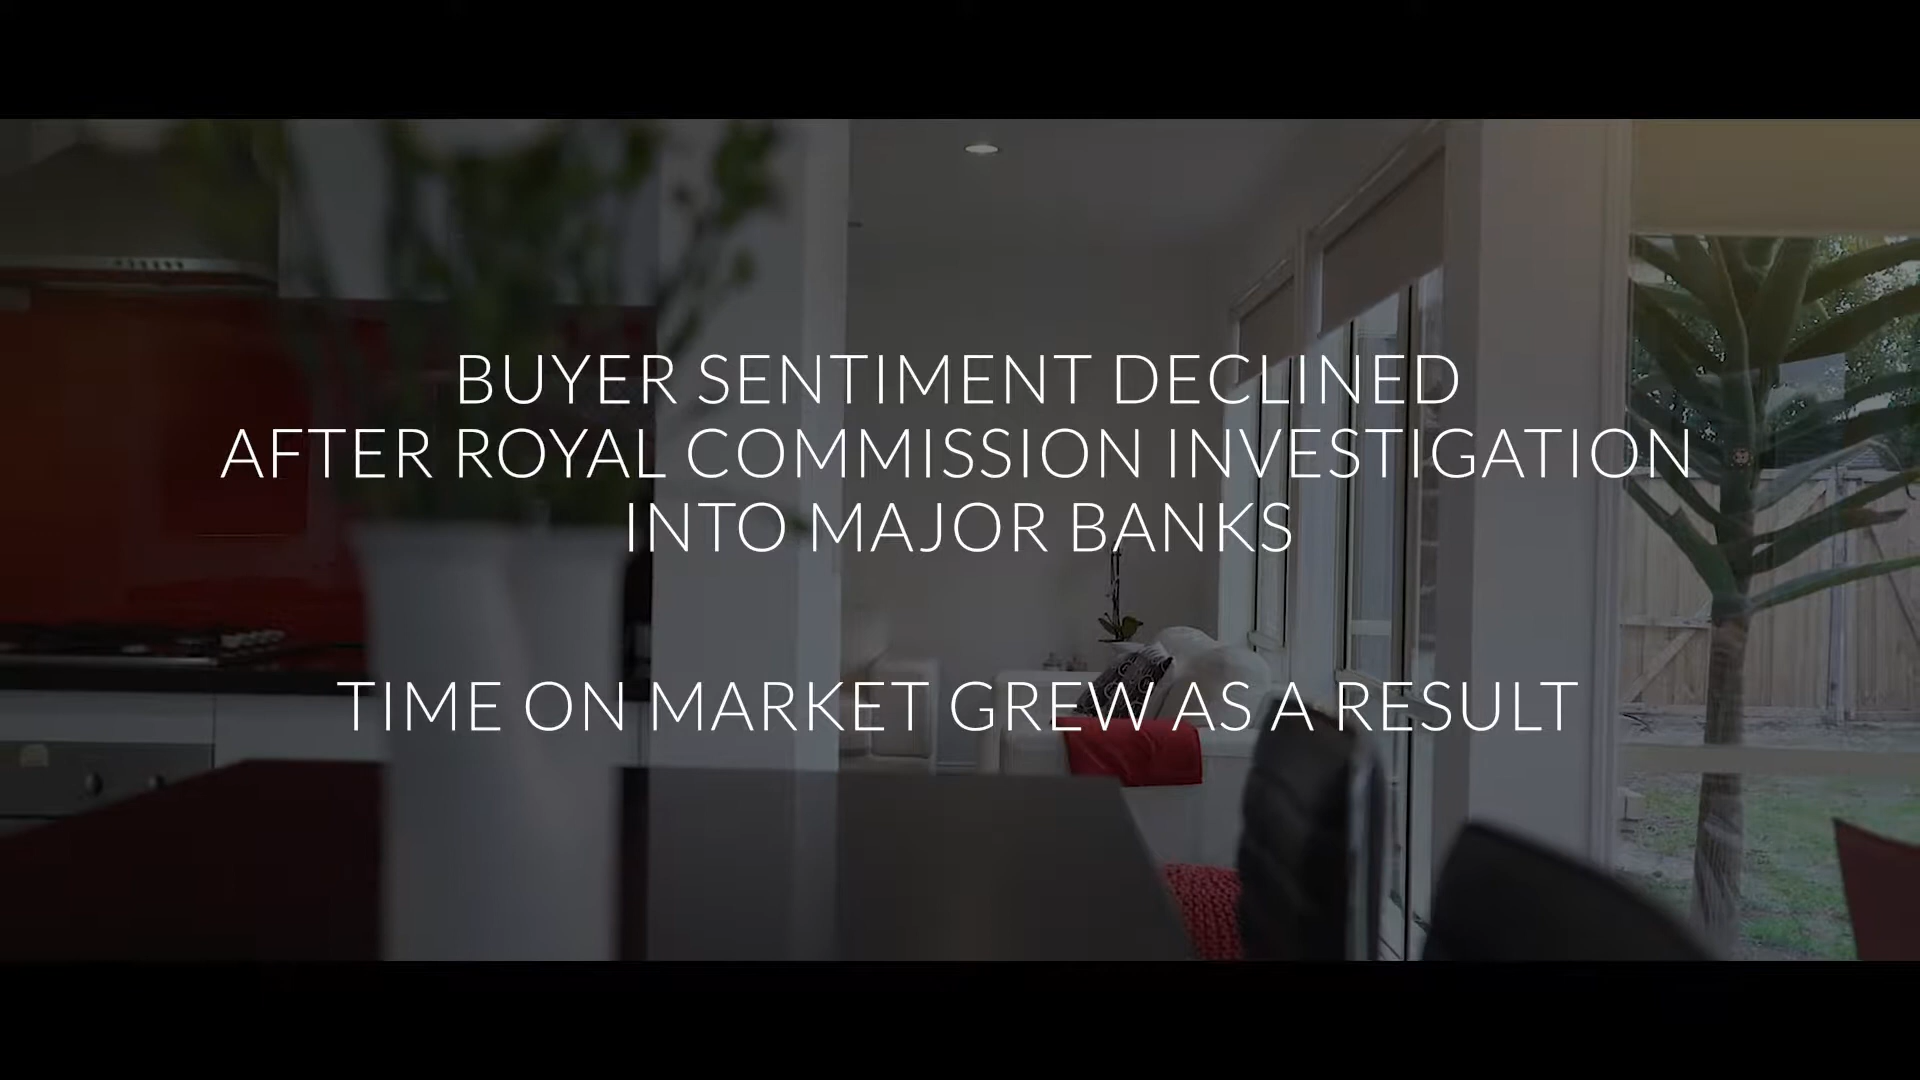 BUYER SENTIMENT DECLINED
AFTER ROYAL COMMISSION INVESTIGATION
INTO MAJOR BANKS
TIME ON MARKET GREW AS A RESULT